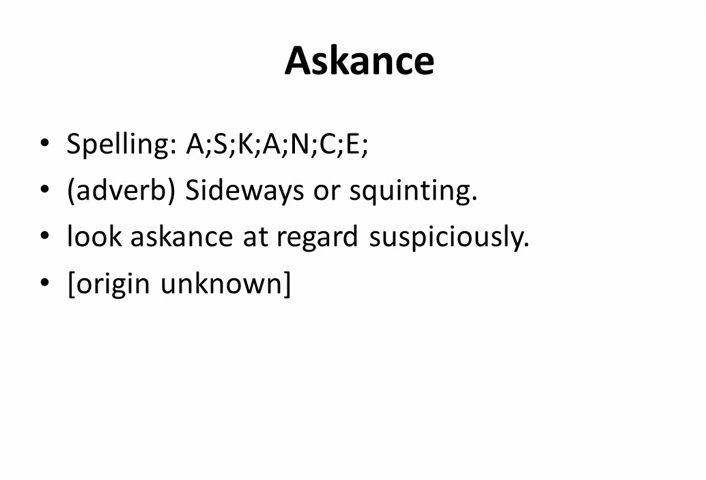 Askance
• Spelling: A;S;K;A;N;C;E;
• (adverb) Sideways or squinting.
• look askance at regard suspiciously.
• [origin unknown]